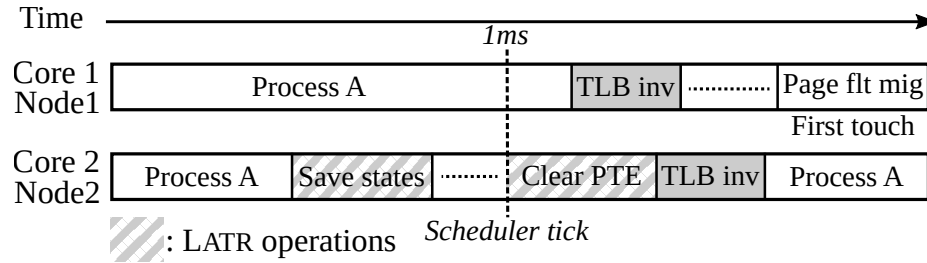 Time
1ms
Core 1
Node1
Process A
TLB inv
Page flt mig
First touch
Core 2
Node2
Process A
Save states
Clear PTE
TLB inv
Process A
: LATR operations
Scheduler tick